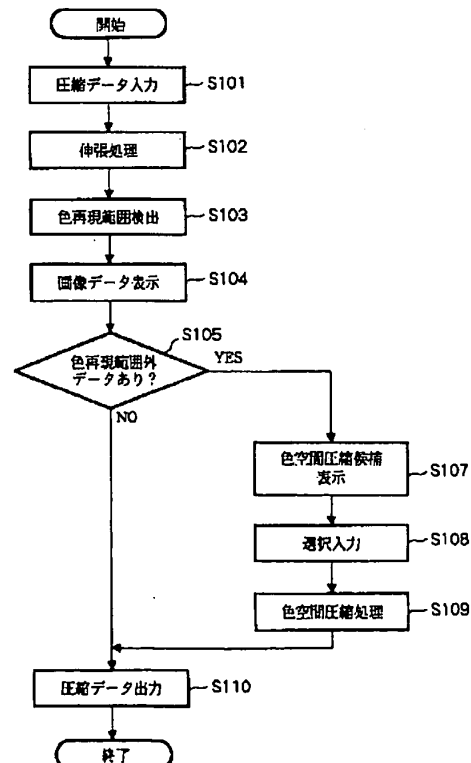 開始
圧縮データ入力
S101
伸張処理
S102
色再現範囲検出
S103
画像データ表示
S104
S105
色再現範囲外
データあり?
YES
NO
色空間圧縮候補
表示
S107
選択入力
S108
色空間圧縮処理
S109
圧縮データ出力
S110
終了